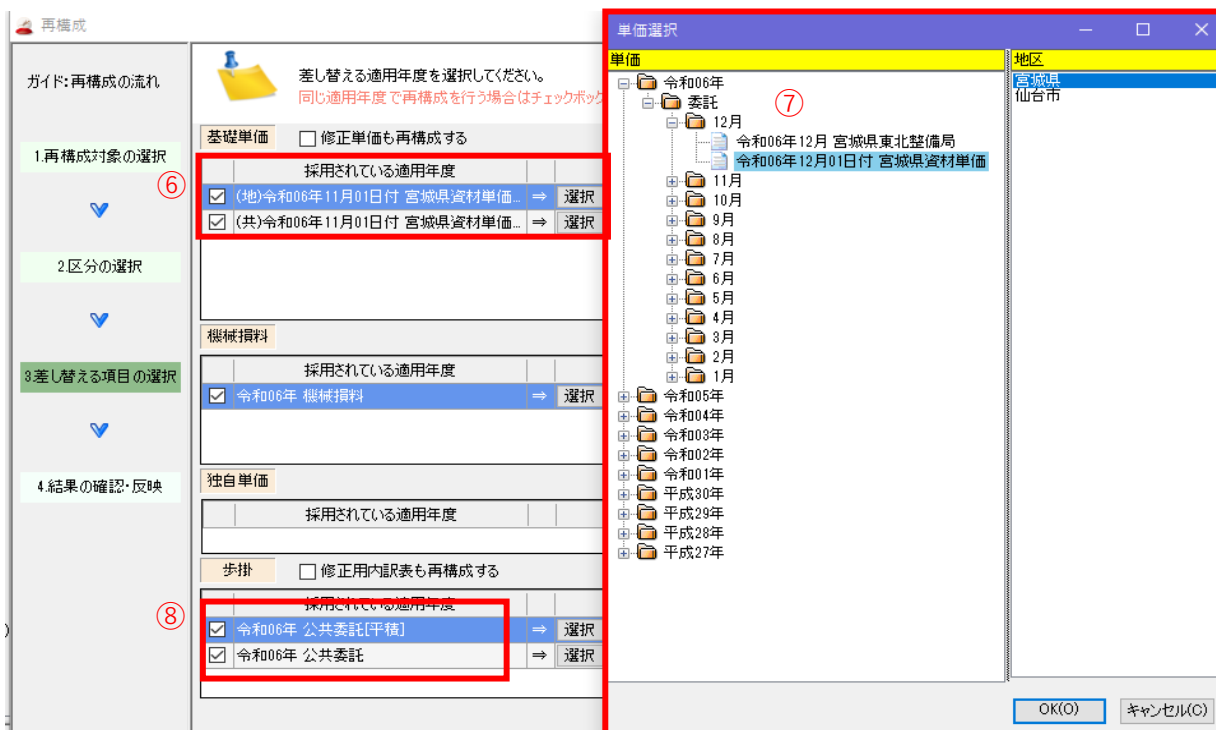 再構成
ガイド:再構成の流れ
1.再構成対象の選択
2.区分の選択
3.差し替える項目の選択
4.結果の確認・反映
差し替える適用年度を選択してください。
同じ適用年度で再構成を行う場合はチェックボック
基礎単価 修正単価も再構成する
⑥
採用されている適用年度
(地)令和06年11月01日付 宮城県資材単価... ⇒ 選択
(共)令和06年11月01日付 宮城県資材単価... ⇒ 選択
機械損料
採用されている適用年度
令和06年 機械損料 ⇒ 選択
独自単価
採用されている適用年度
歩掛 修正用内訳表も再構成する
⑧
採用されている適用年度
令和06年 公共委託[平積] ⇒ 選択
令和06年 公共委託 ⇒ 選択
単価選択
単価
令和06年
委託
⑦
12月
令和06年12月 宮城県東北整備局
令和06年12月01日付 宮城県資材単価
11月
10月
9月
8月
7月
6月
5月
4月
3月
2月
1月
令和05年
令和04年
令和03年
令和02年
令和01年
平成30年
平成29年
平成28年
平成27年
地区
宮城県
仙台市
OK(O) キャンセル(C)